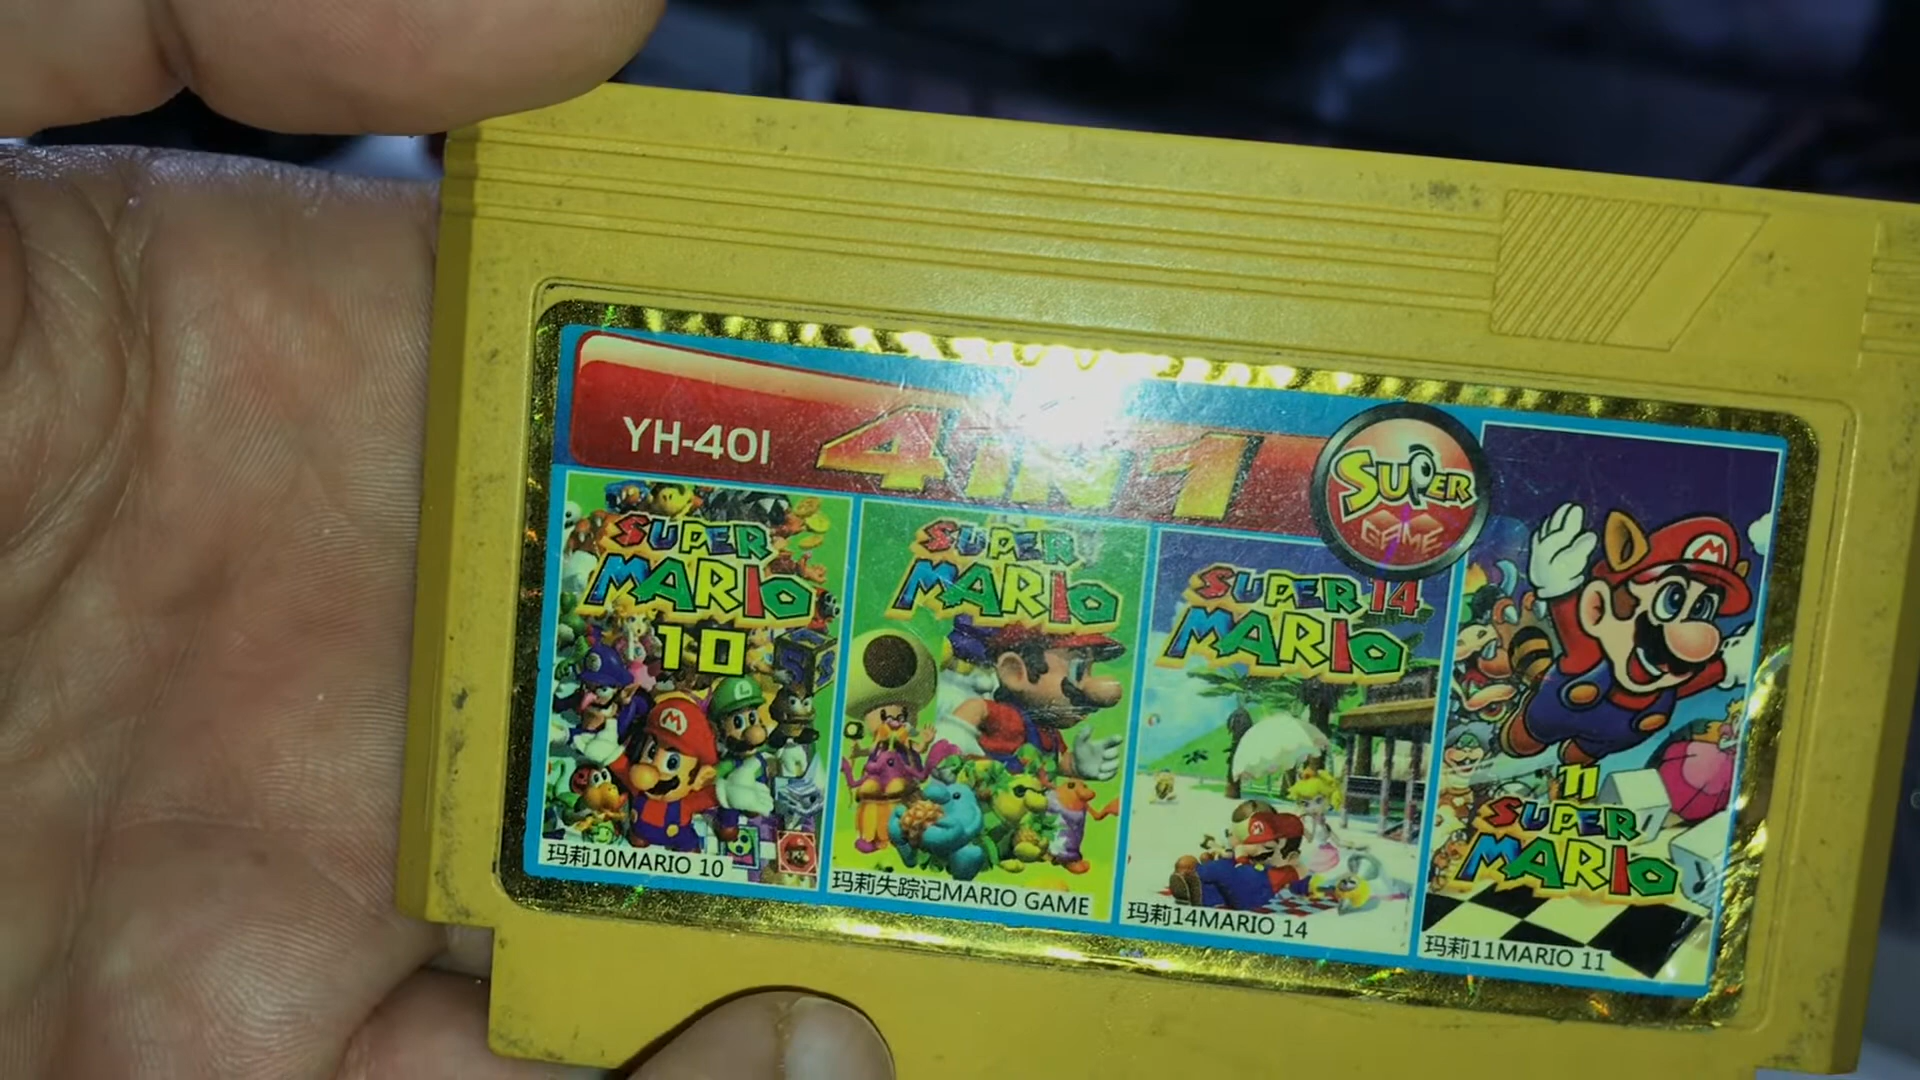 YH-401
4 IN 1
SUPER
GAME
SUPER
MARIO
10
玛莉10MARIO 10
SUPER
MARIO
玛莉失踪记MARIO GAME
SUPER 14
MARIO
玛莉14MARIO 14
11
SUPER
MARIO
玛莉11MARIO 11